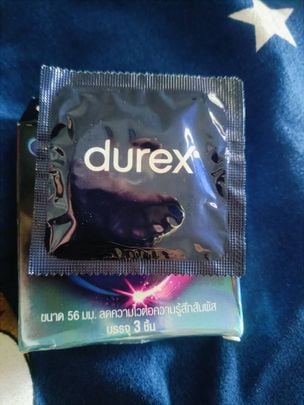 durex
ขนาด 56 มม. ลดความไวต่อความรู้สึกสัมผัส
บรรจุ 3 ชิ้น